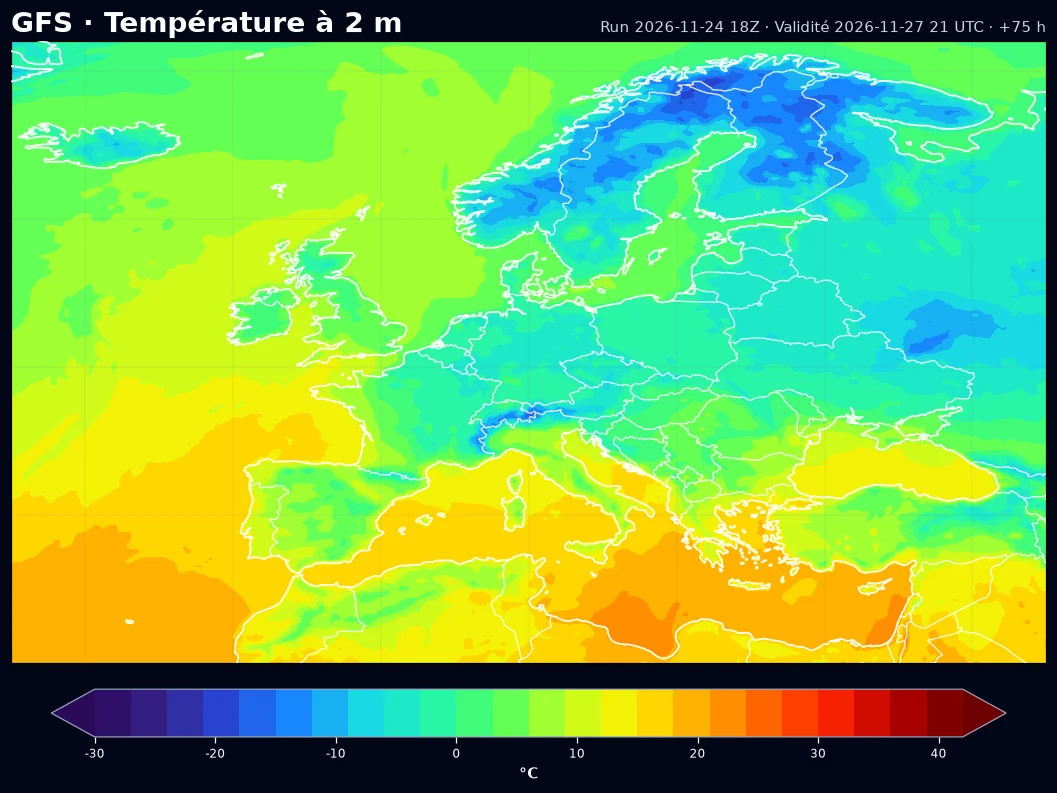 GFS · Température à 2 m
Run 2026-11-24 18Z · Validité 2026-11-27 21 UTC · +75 h
-30 -20 -10 0 10 20 30 40
°C